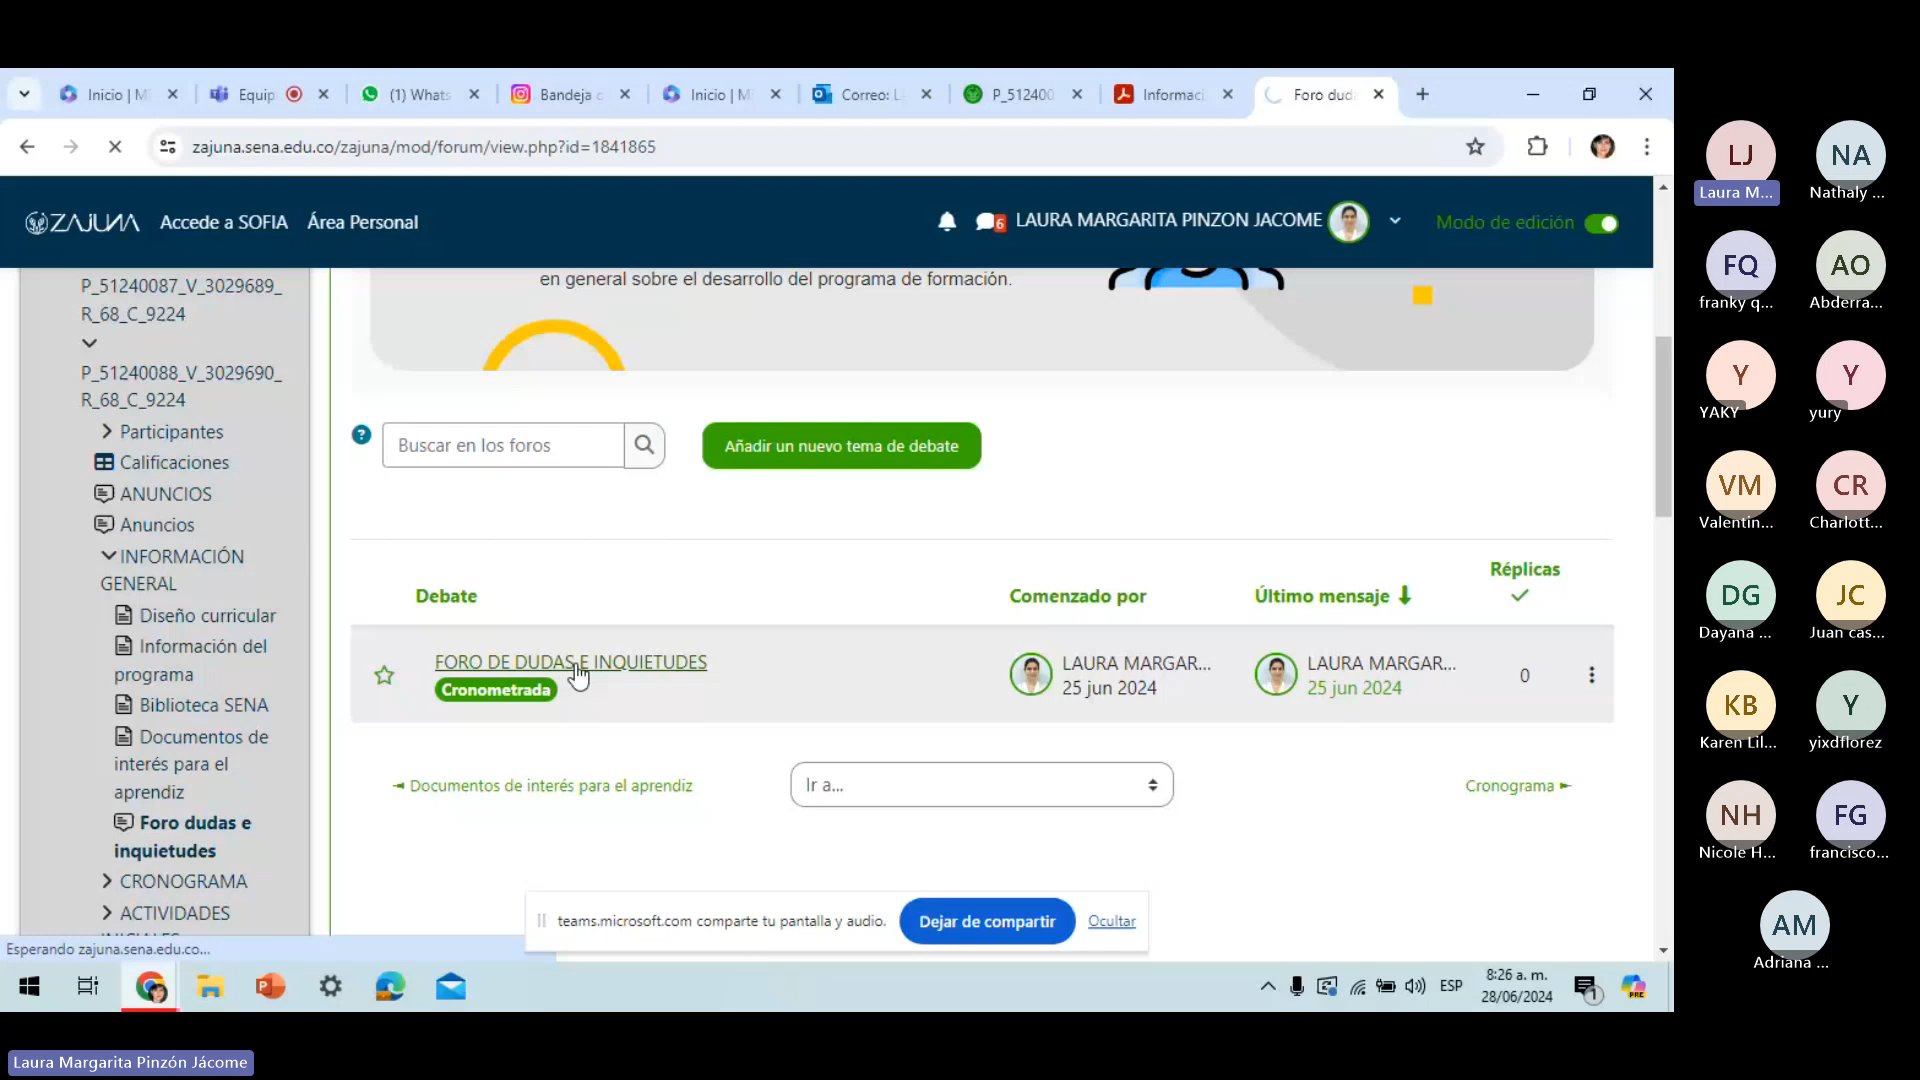 Inicio | M
Equip
(1) Whats
Bandeja
Inicio | M
Correo: L
P_512400
Informaci
Foro dud
zajuna.sena.edu.co/zajuna/mod/forum/view.php?id=1841865
ZAJUNA
Accede a SOFIA
Área Personal
6
LAURA MARGARITA PINZON JACOME
Modo de edición
P_51240087_V_3029689_
R_68_C_9224
P_51240088_V_3029690_
R_68_C_9224
Participantes
Calificaciones
ANUNCIOS
Anuncios
INFORMACIÓN
GENERAL
Diseño curricular
Información del
programa
Biblioteca SENA
Documentos de
interés para el
aprendiz
Foro dudas e
inquietudes
CRONOGRAMA
ACTIVIDADES
Esperando zajuna.sena.edu.co...
en general sobre el desarrollo del programa de formación.
?
Buscar en los foros
Añadir un nuevo tema de debate
Debate
Comenzado por
Último mensaje
Réplicas
FORO DE DUDAS E INQUIETUDES
Cronometrada
LAURA MARGAR...
25 jun 2024
LAURA MARGAR...
25 jun 2024
0
◄ Documentos de interés para el aprendiz
Ir a...
Cronograma ►
teams.microsoft.com comparte tu pantalla y audio.
Dejar de compartir
Ocultar
ESP
8:26 a. m.
28/06/2024
1
PRE
LJ
Laura M...
NA
Nathaly ...
FQ
franky q...
AO
Abderra...
Y
YAKY
Y
yury
VM
Valentin...
CR
Charlott...
DG
Dayana ...
JC
Juan cas...
KB
Karen Lil...
Y
yixdflorez
NH
Nicole H...
FG
francisco...
AM
Adriana ...
Laura Margarita Pinzón Jácome